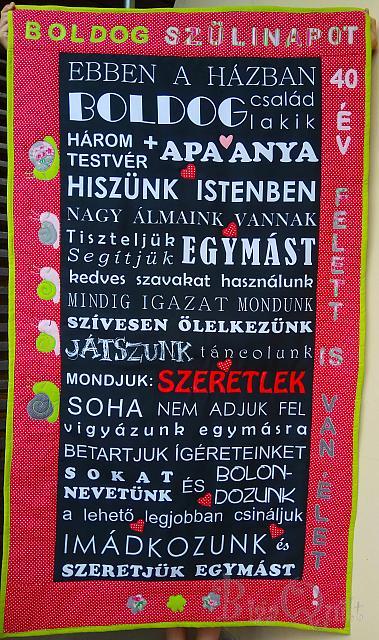 BOLDOG SZÜLINAPOT
40 ÉV FELETT IS VAN ÉLET!
EBBEN A HÁZBAN
BOLDOG család lakik
HÁROM TESTVÉR + APA ANYA
HISZÜNK ISTENBEN
NAGY ÁLMAINK VANNAK
Tiszteljük Segítjük EGYMÁST
kedves szavakat használunk
MINDIG IGAZAT MONDUNK
SZÍVESEN ÖLELKEZÜNK
JÁTSZUNK táncolunk
MONDJUK: SZERETLEK
SOHA NEM ADJUK FEL
vigyázunk egymásra
BETARTJUK ÍGÉRETEINKET
SOKAT NEVETÜNK ÉS BOLON-DOZUNK
a lehető legjobban csináljuk
IMÁDKOZUNK és
SZERETJÜK EGYMÁST